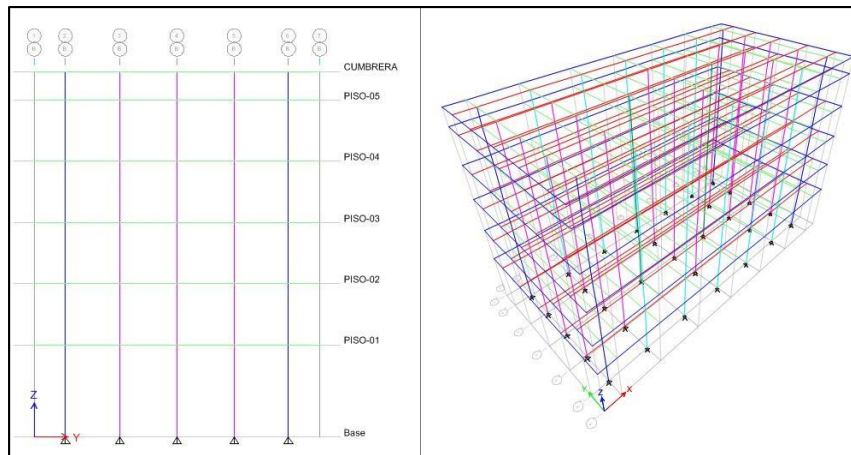 1 2 3 4 5 6 7
B B B B B B B
CUMBRERA
PISO-05
PISO-04
PISO-03
PISO-02
PISO-01
Z
Y
Base
Y Z X